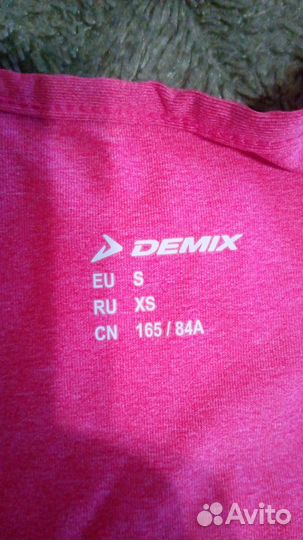 DEMIX
EU S
RU XS
CN 165 / 84A
Avito